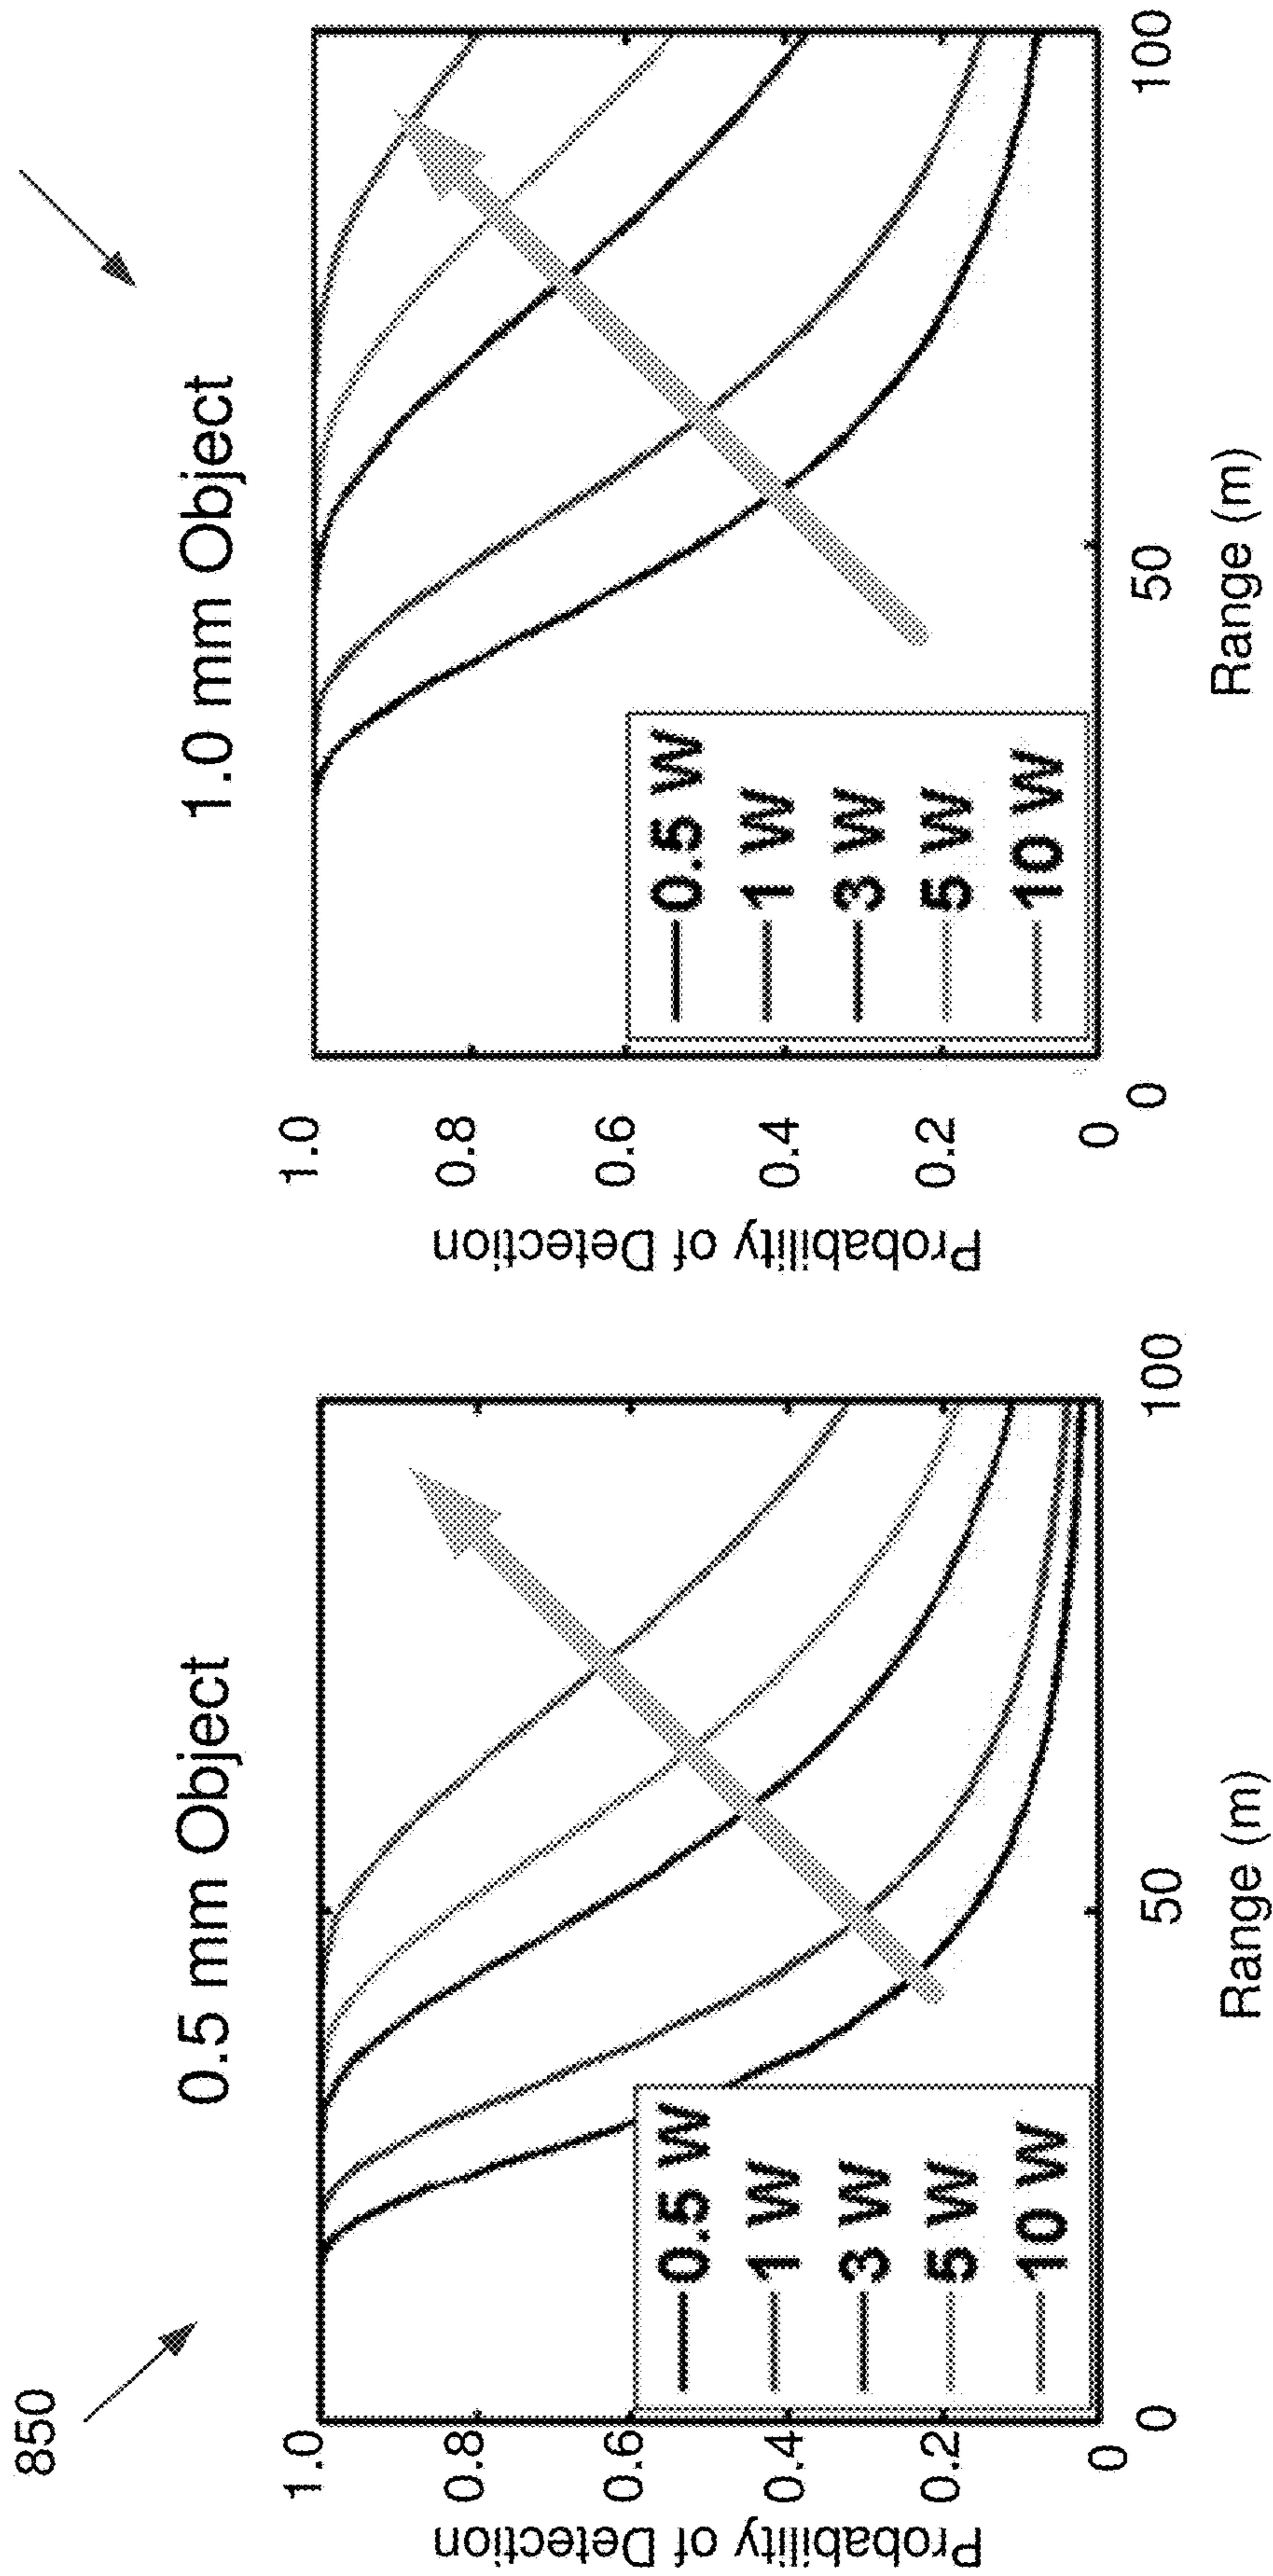 850
0.5 mm Object
Probability of Detection
1.0
0.8
0.6
0.4
0.2
0
0.5 W
1 W
3 W
5 W
10 W
0
50
100
Range (m)
1.0 mm Object
Probability of Detection
1.0
0.8
0.6
0.4
0.2
0
0.5 W
1 W
3 W
5 W
10 W
0
50
100
Range (m)